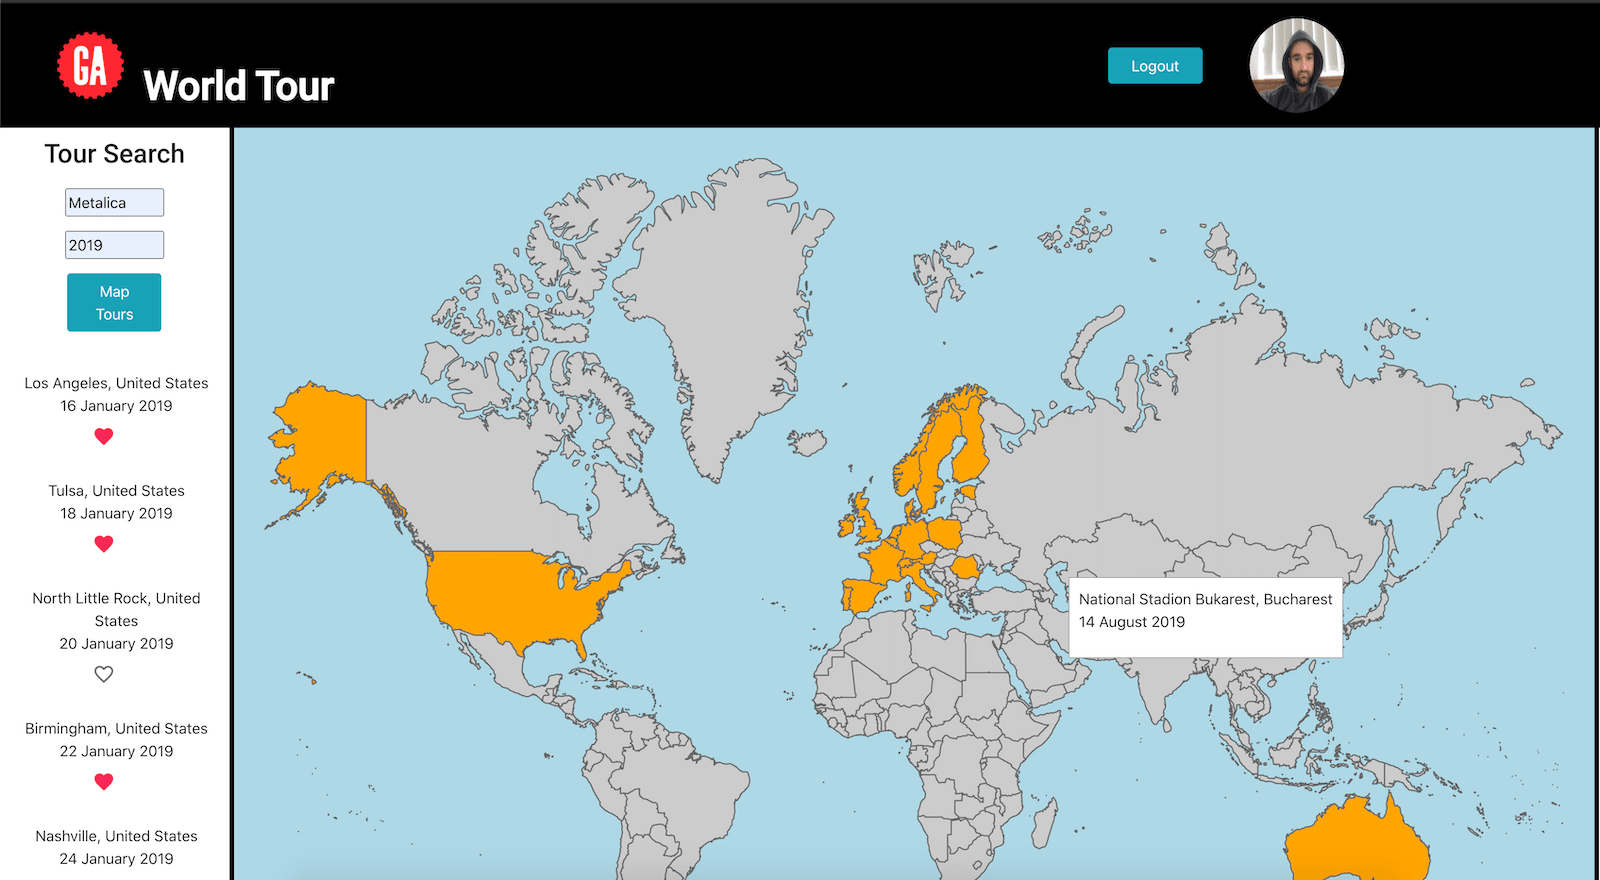 GA
World Tour
Logout
Tour Search
Metalica
2019
Map
Tours
Los Angeles, United States
16 January 2019
Tulsa, United States
18 January 2019
North Little Rock, United
States
20 January 2019
Birmingham, United States
22 January 2019
Nashville, United States
24 January 2019
National Stadion Bukarest, Bucharest
14 August 2019